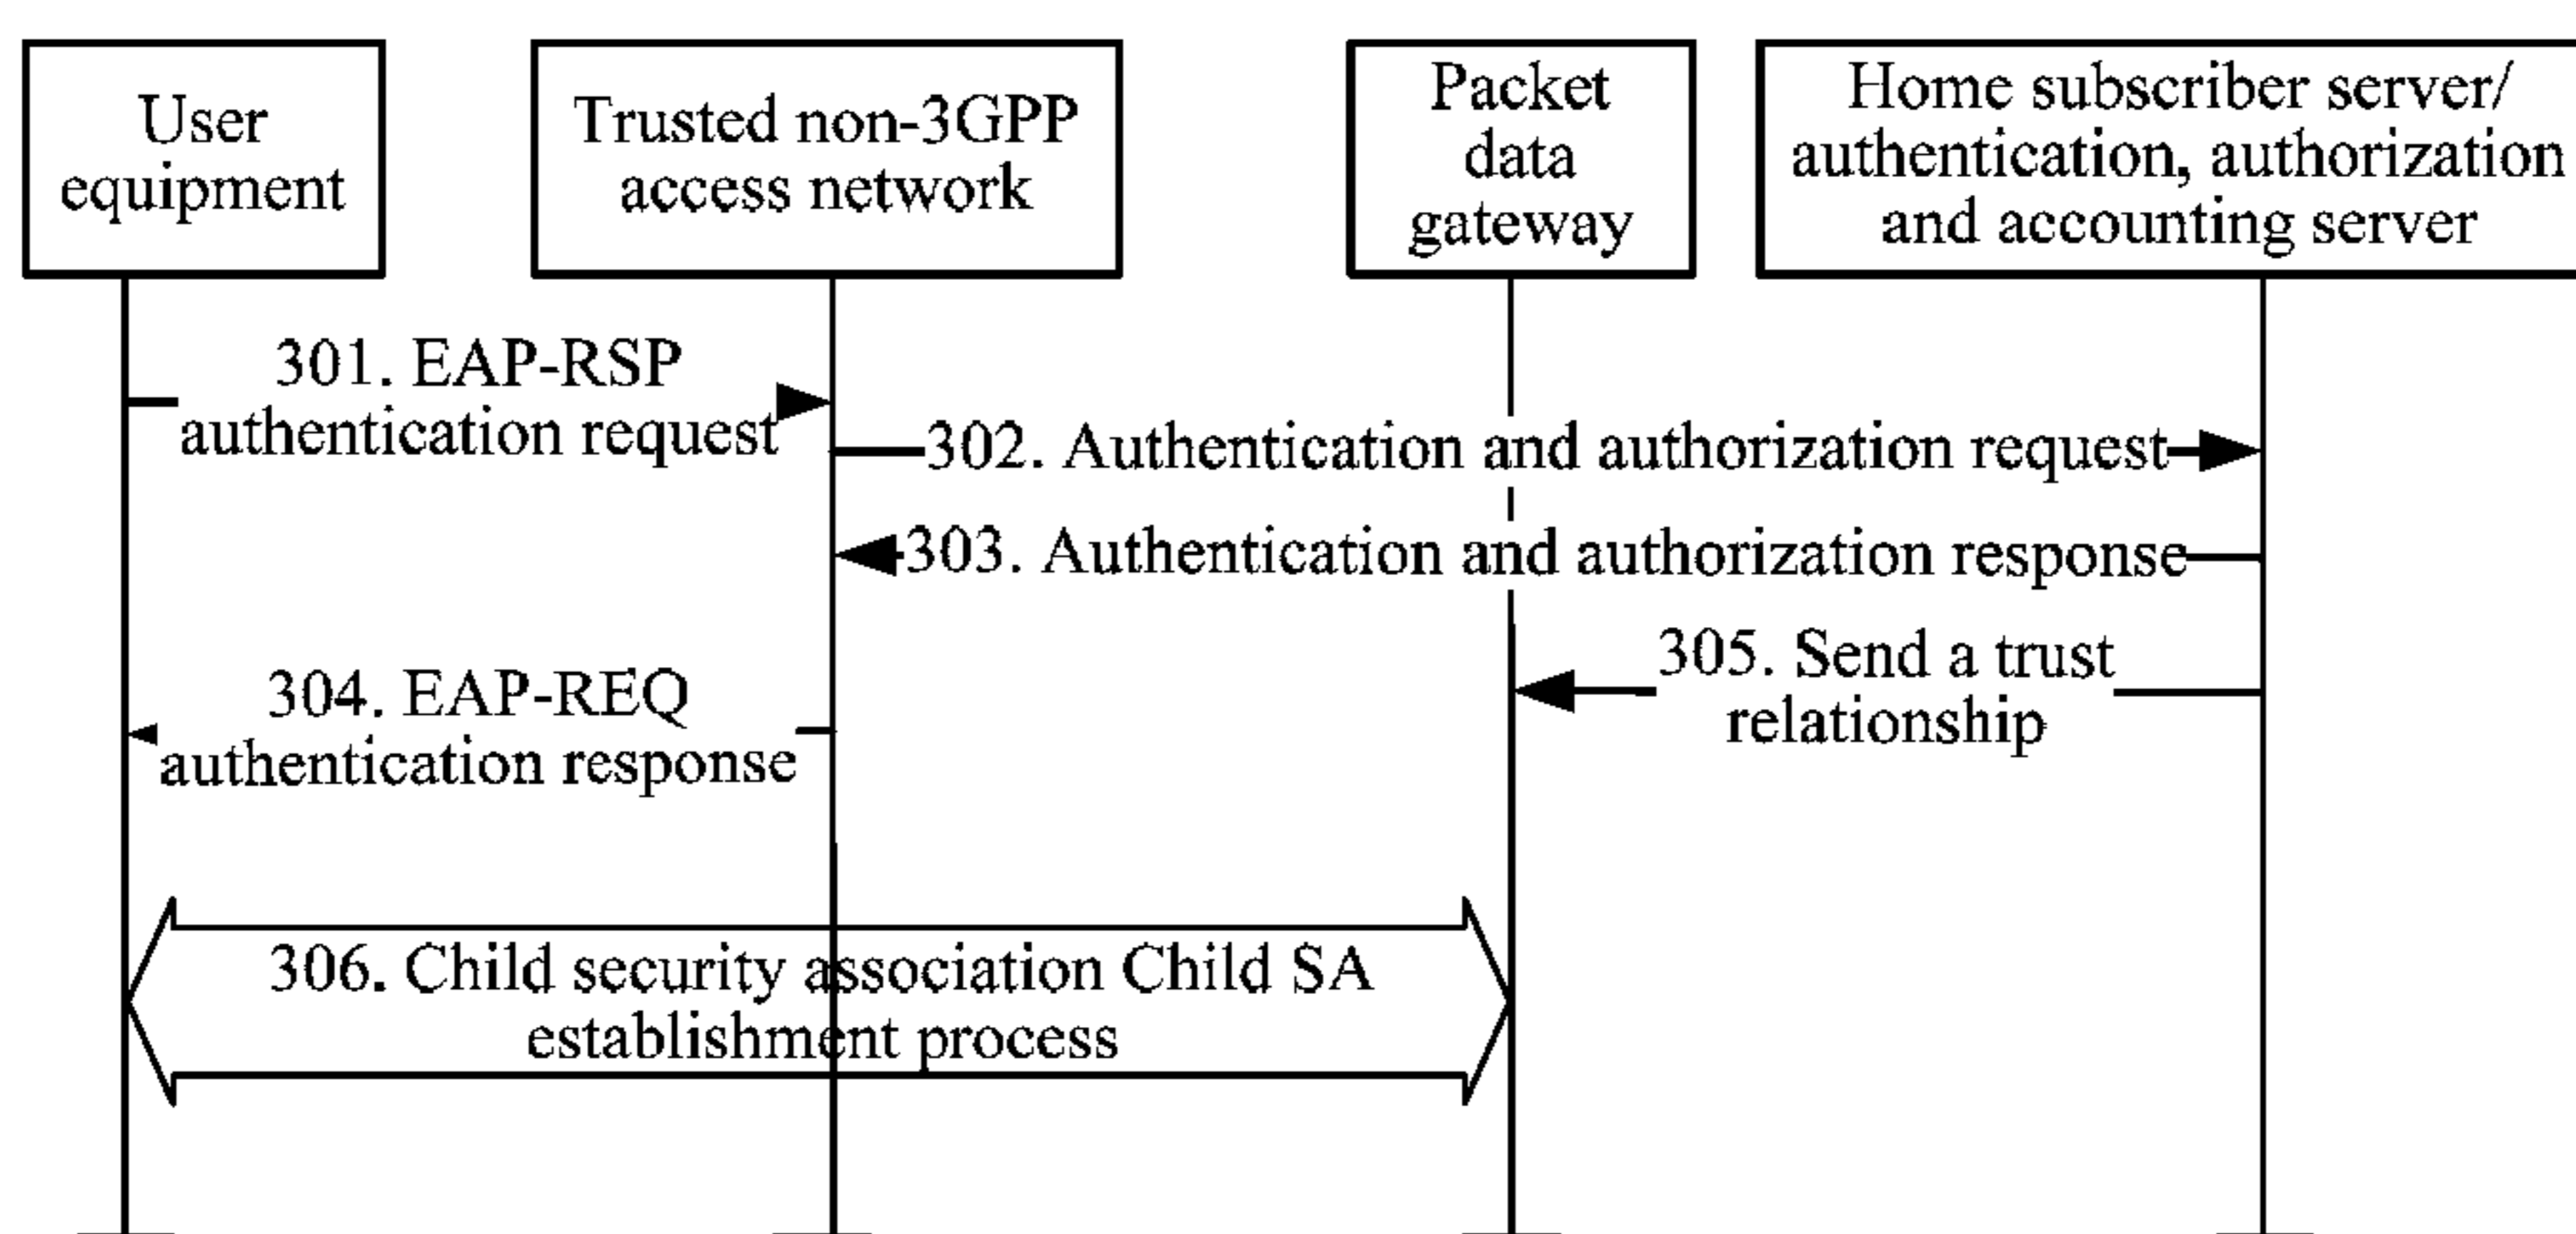 User
equipment
Trusted non-3GPP
access network
Packet
data
gateway
Home subscriber server/
authentication, authorization
and accounting server
301. EAP-RSP
authentication request
302. Authentication and authorization request
303. Authentication and authorization response
305. Send a trust
relationship
304. EAP-REQ
authentication response
306. Child security association Child SA
establishment process